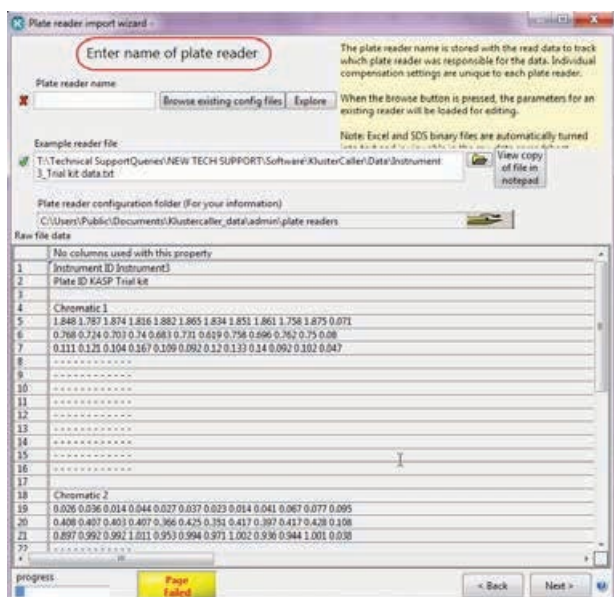 Plate reader import wizard -
Enter name of plate reader
The plate reader name is stored with the read data to track
which plate reader was responsible for the data. Individual
compensation settings are unique to each plate reader.
When the browse button is pressed, the parameters for an
existing reader will be loaded for editing.
Note: Excel and SDS binary files are automatically turned
Plate reader name
Browse existing config files
Explore
Example reader file
T:\Technical Support\Queries\NEW TECH SUPPORT\Software\KlusterCaller\Data\Instrument
3_Trial kit data.txt
View copy
of file in
notepad
Plate reader configuration folder (For your information)
C:\Users\Public\Documents\Klustercaller_data\admin\plate readers
Raw file data
No columns used with this property
1 Instrument ID Instrument3
2 Plate ID KASP Trial kit
3
4 Chromatic 1
5 1.848 1.787 1.874 1.816 1.882 1.865 1.834 1.851 1.861 1.758 1.875 0.071
6 0.768 0.724 0.703 0.74 0.683 0.731 0.619 0.758 0.696 0.762 0.75 0.08
7 0.111 0.121 0.104 0.167 0.109 0.092 0.12 0.133 0.14 0.092 0.102 0.047
8 - - - - - - - - - - - -
9 - - - - - - - - - - - -
10 - - - - - - - - - - - -
11 - - - - - - - - - - - -
12 - - - - - - - - - - - -
13 - - - - - - - - - - - -
14 - - - - - - - - - - - -
15 - - - - - - - - - - - -
16 - - - - - - - - - - - -
17
18 Chromatic 2
19 0.026 0.036 0.014 0.044 0.027 0.037 0.023 0.014 0.041 0.067 0.077 0.095
20 0.408 0.407 0.403 0.407 0.366 0.425 0.351 0.417 0.397 0.417 0.428 0.108
21 0.897 0.992 0.992 1.011 0.953 0.994 0.971 1.002 0.936 0.944 1.001 0.038
22 - - - - - - - - - - - -
progress
Page
Failed
< Back
Next >